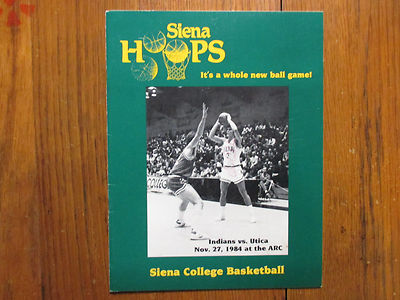 Siena
HOOPS
It's a whole new ball game!
Indians vs. Utica
Nov. 27, 1984 at the ARC
Siena College Basketball